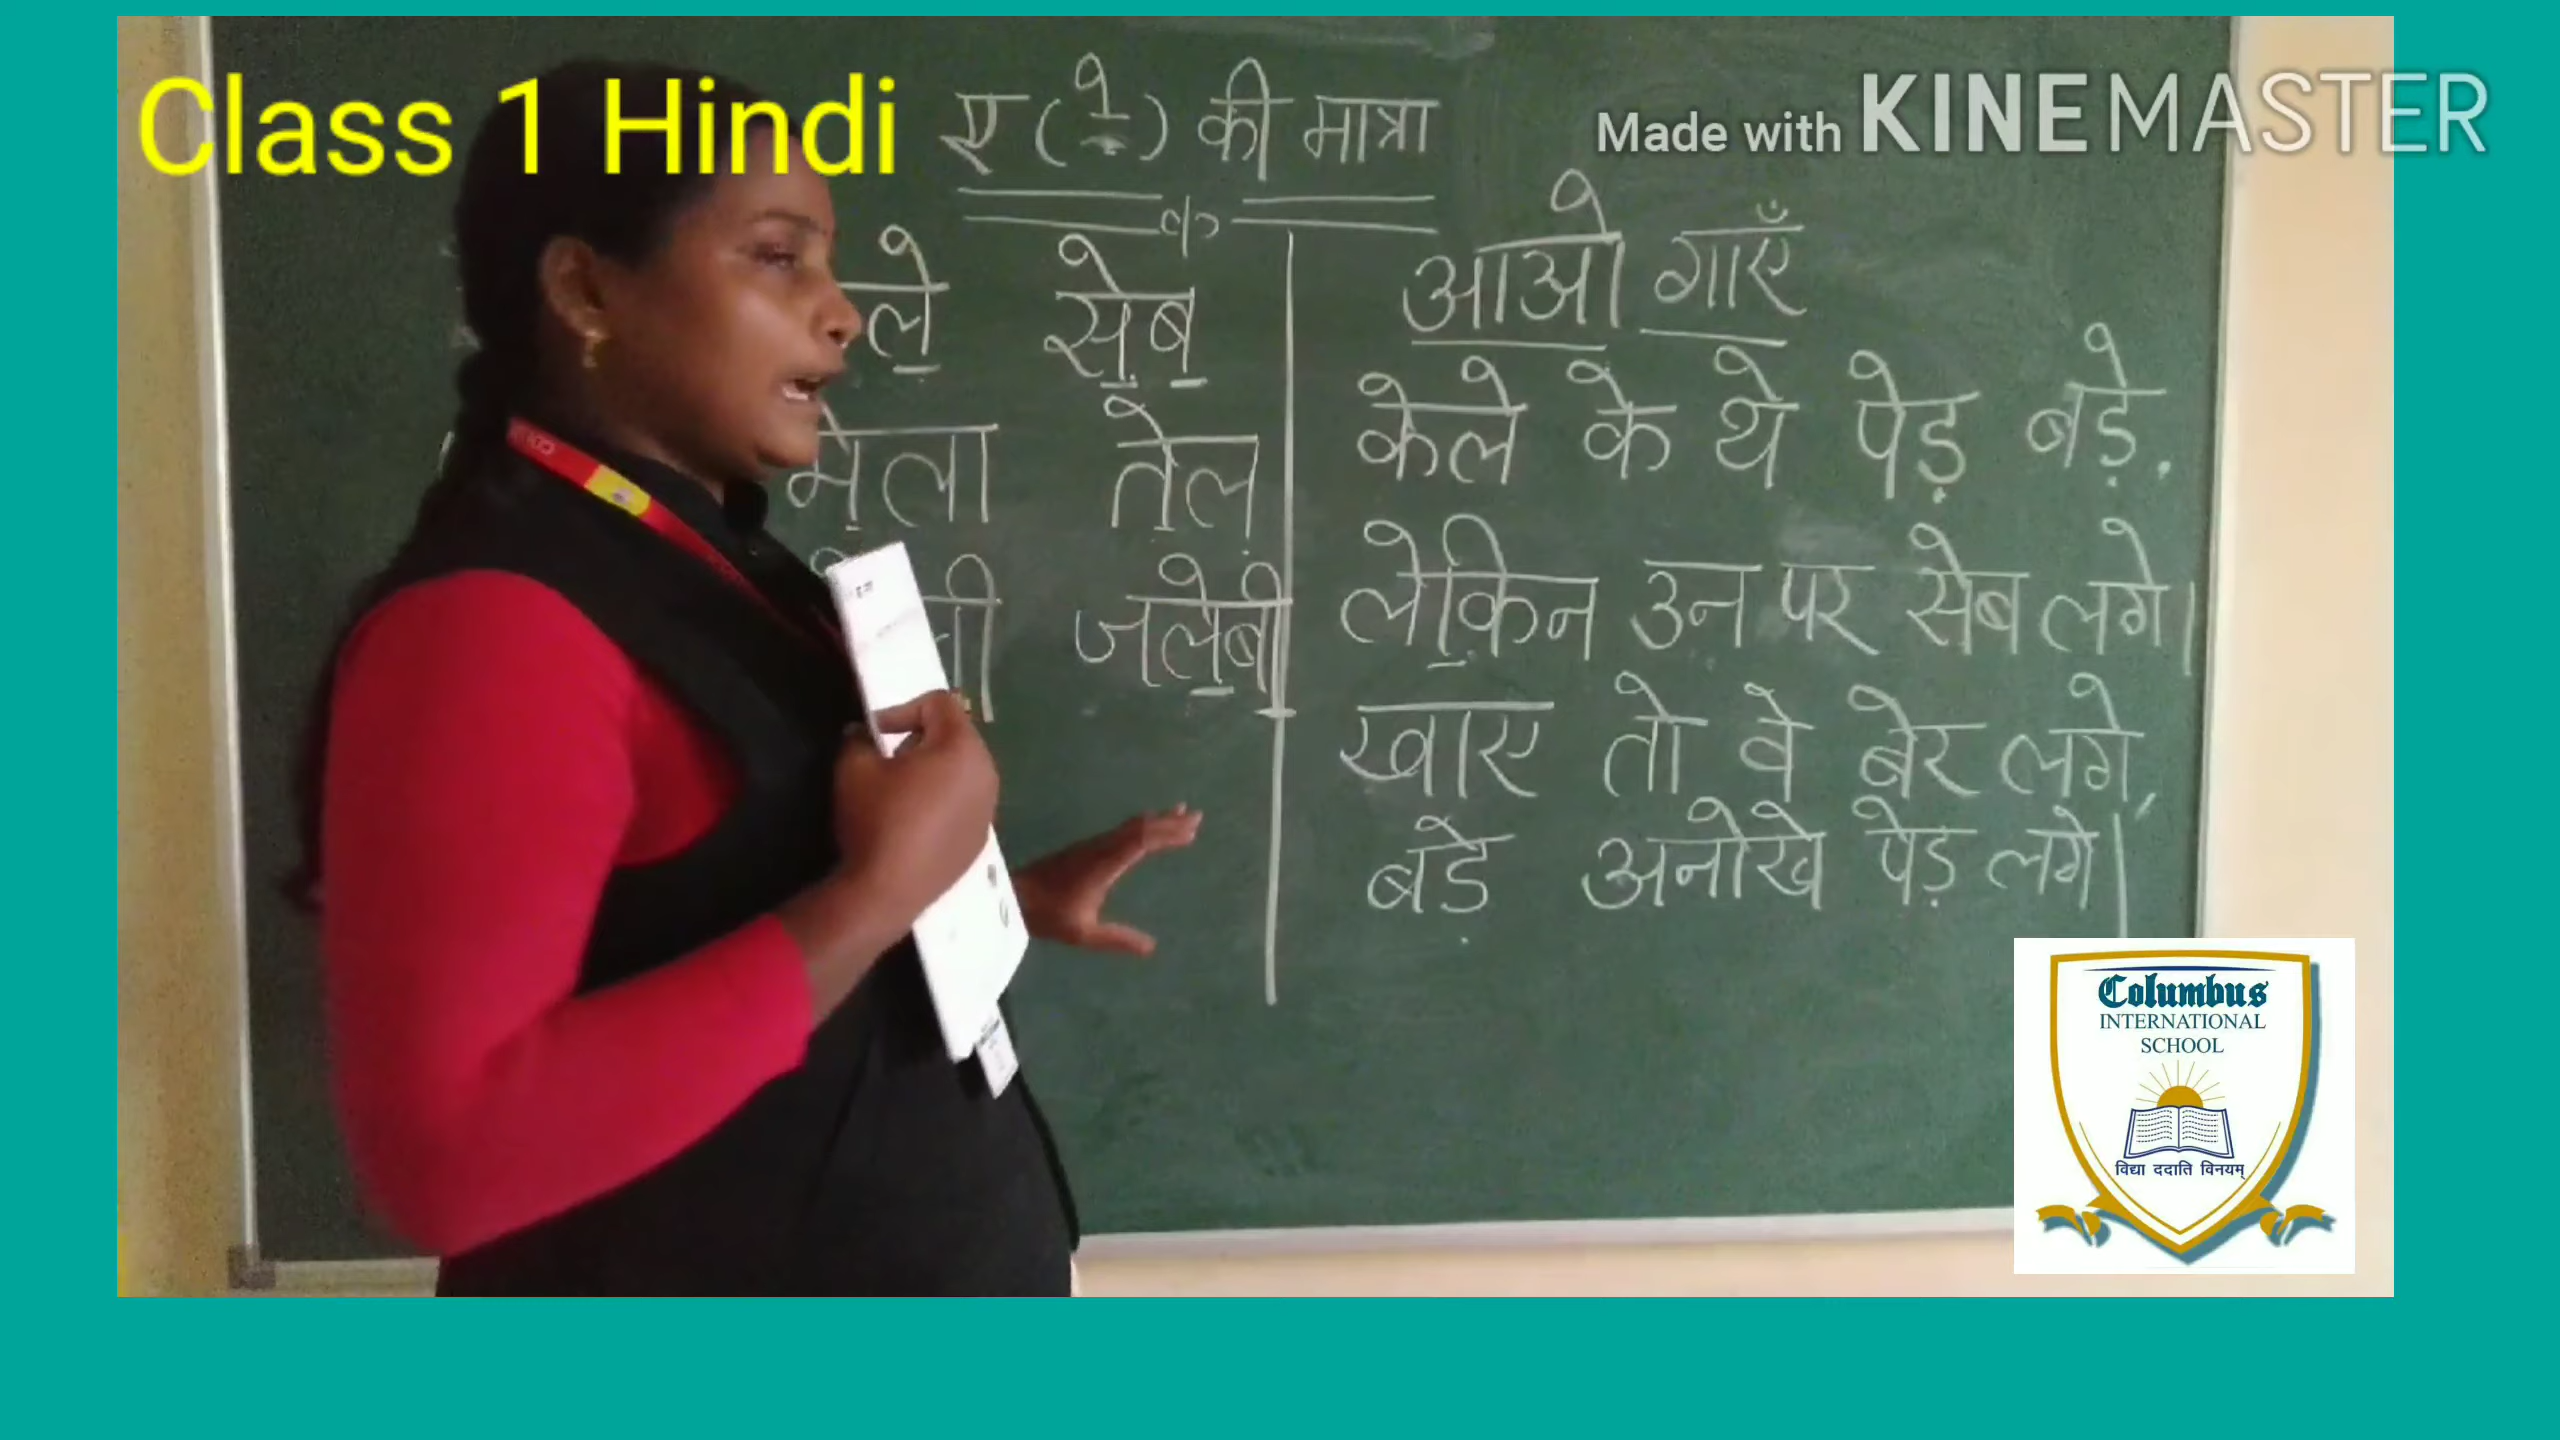 Class 1 Hindi
Made with KINEMASTER
ए ( े ) की मात्रा
क
ले सेब
मेला तेल
जलेबी
आओ गाएँ
केले के थे पेड़ बड़े.
लेकिन उन पर सेब लगे।
खाए तो वे बेर लगे,
बड़े अनोखे पेड़ लगे।
Columbus
INTERNATIONAL
SCHOOL
विद्या ददाति विनयम्